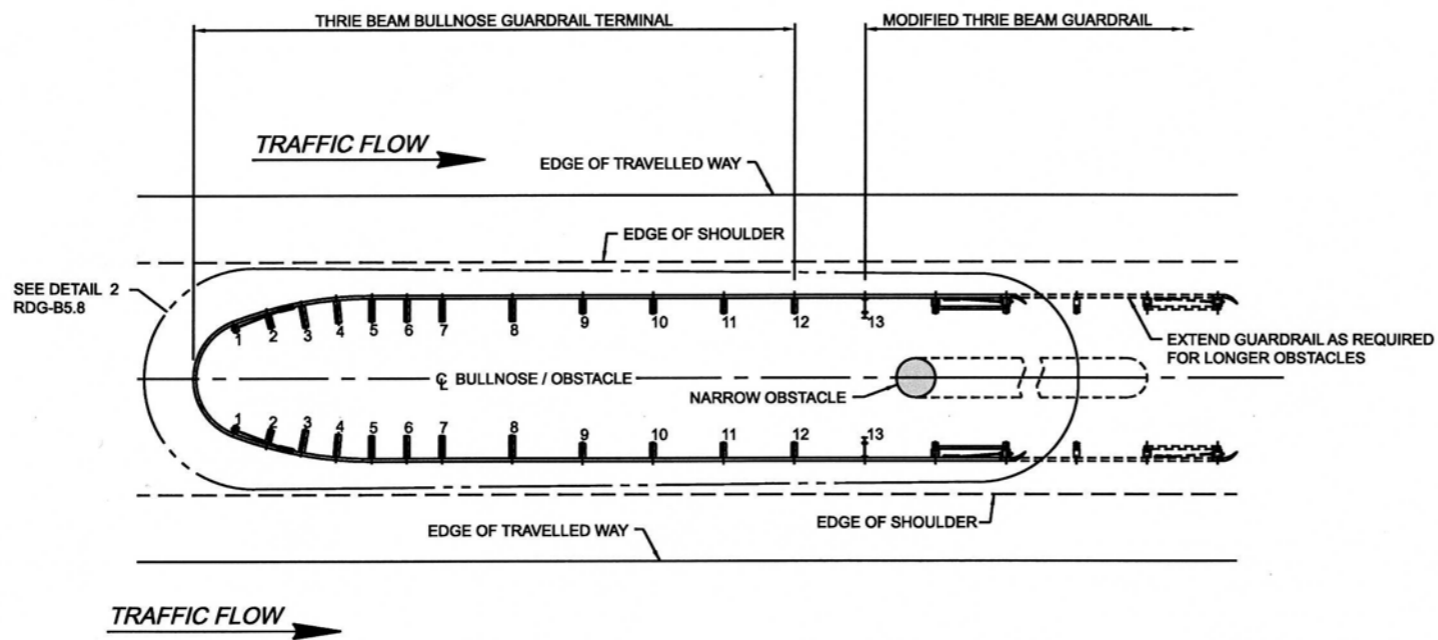 THRIE BEAM BULLNOSE GUARDRAIL TERMINAL
MODIFIED THRIE BEAM GUARDRAIL
TRAFFIC FLOW
EDGE OF TRAVELLED WAY
EDGE OF SHOULDER
SEE DETAIL 2
RDG-B5.8
1 2 3 4 5 6 7 8 9 10 11 12 13
EXTEND GUARDRAIL AS REQUIRED
FOR LONGER OBSTACLES
℄ BULLNOSE / OBSTACLE
NARROW OBSTACLE
1 2 3 4 5 6 7 8 9 10 11 12 13
EDGE OF SHOULDER
EDGE OF TRAVELLED WAY
TRAFFIC FLOW